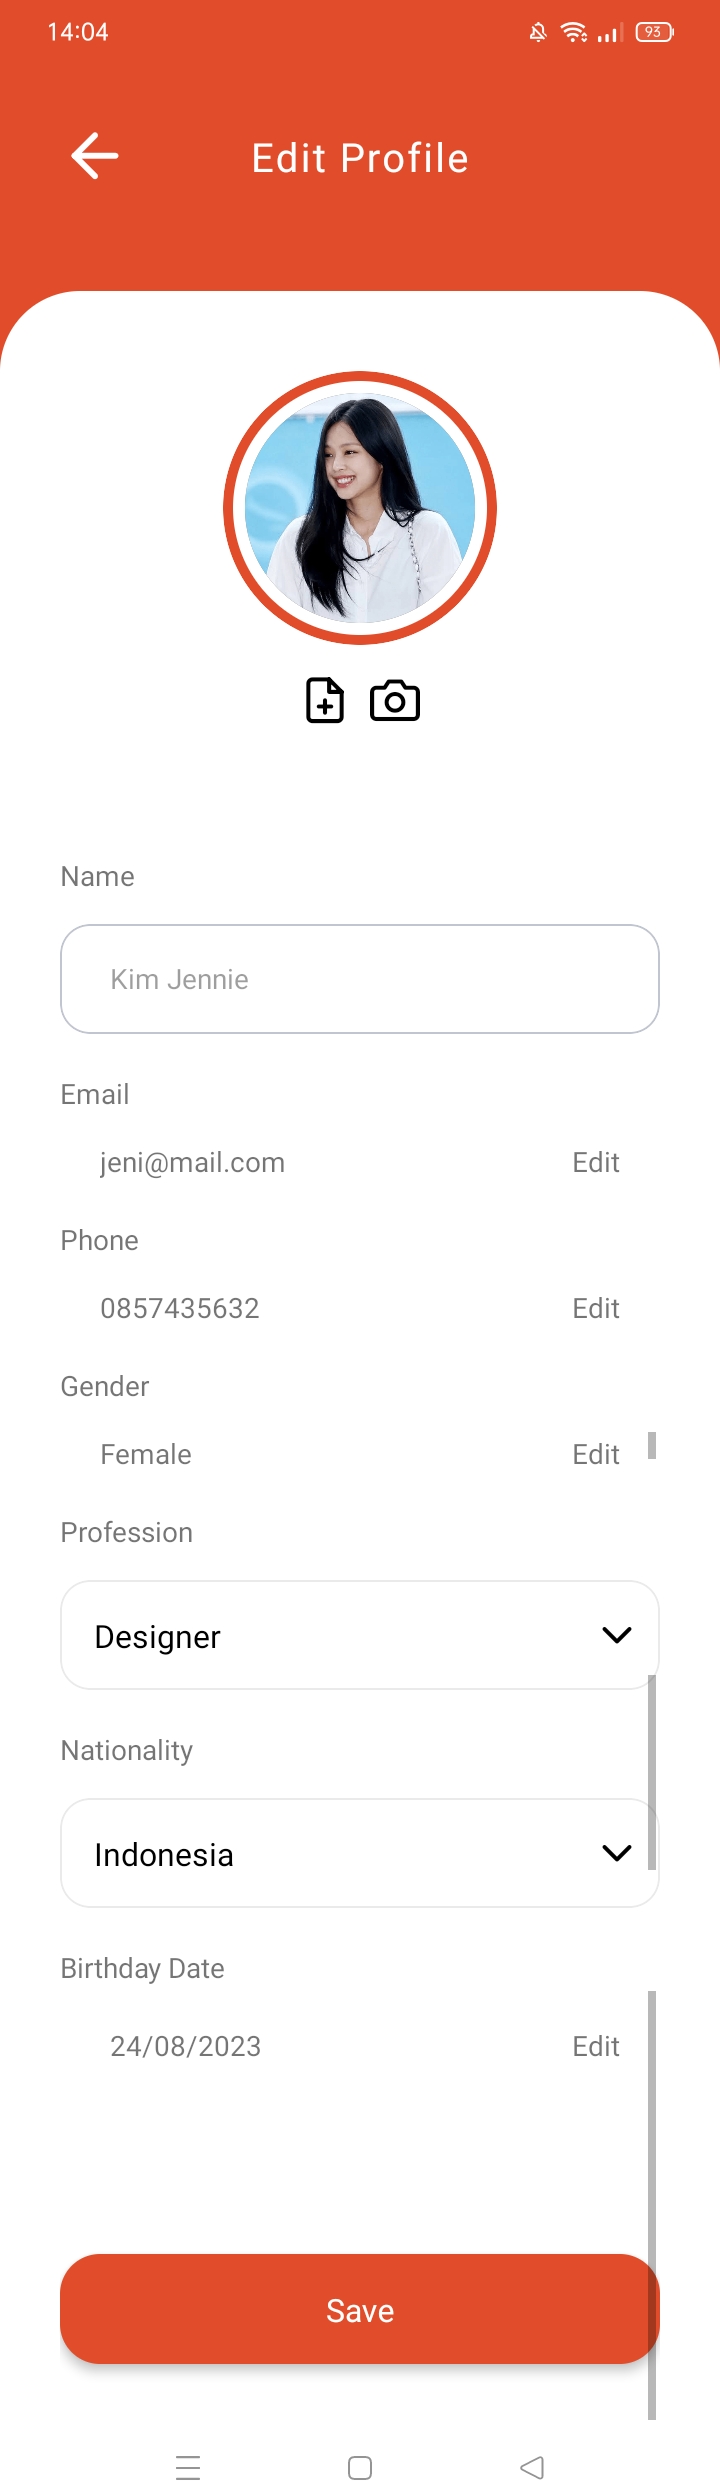 14:04
93
Edit Profile
Name
Kim Jennie
Email
jeni@mail.com
Edit
Phone
0857435632
Edit
Gender
Female
Edit
Profession
Designer
Nationality
Indonesia
Birthday Date
24/08/2023
Edit
Save